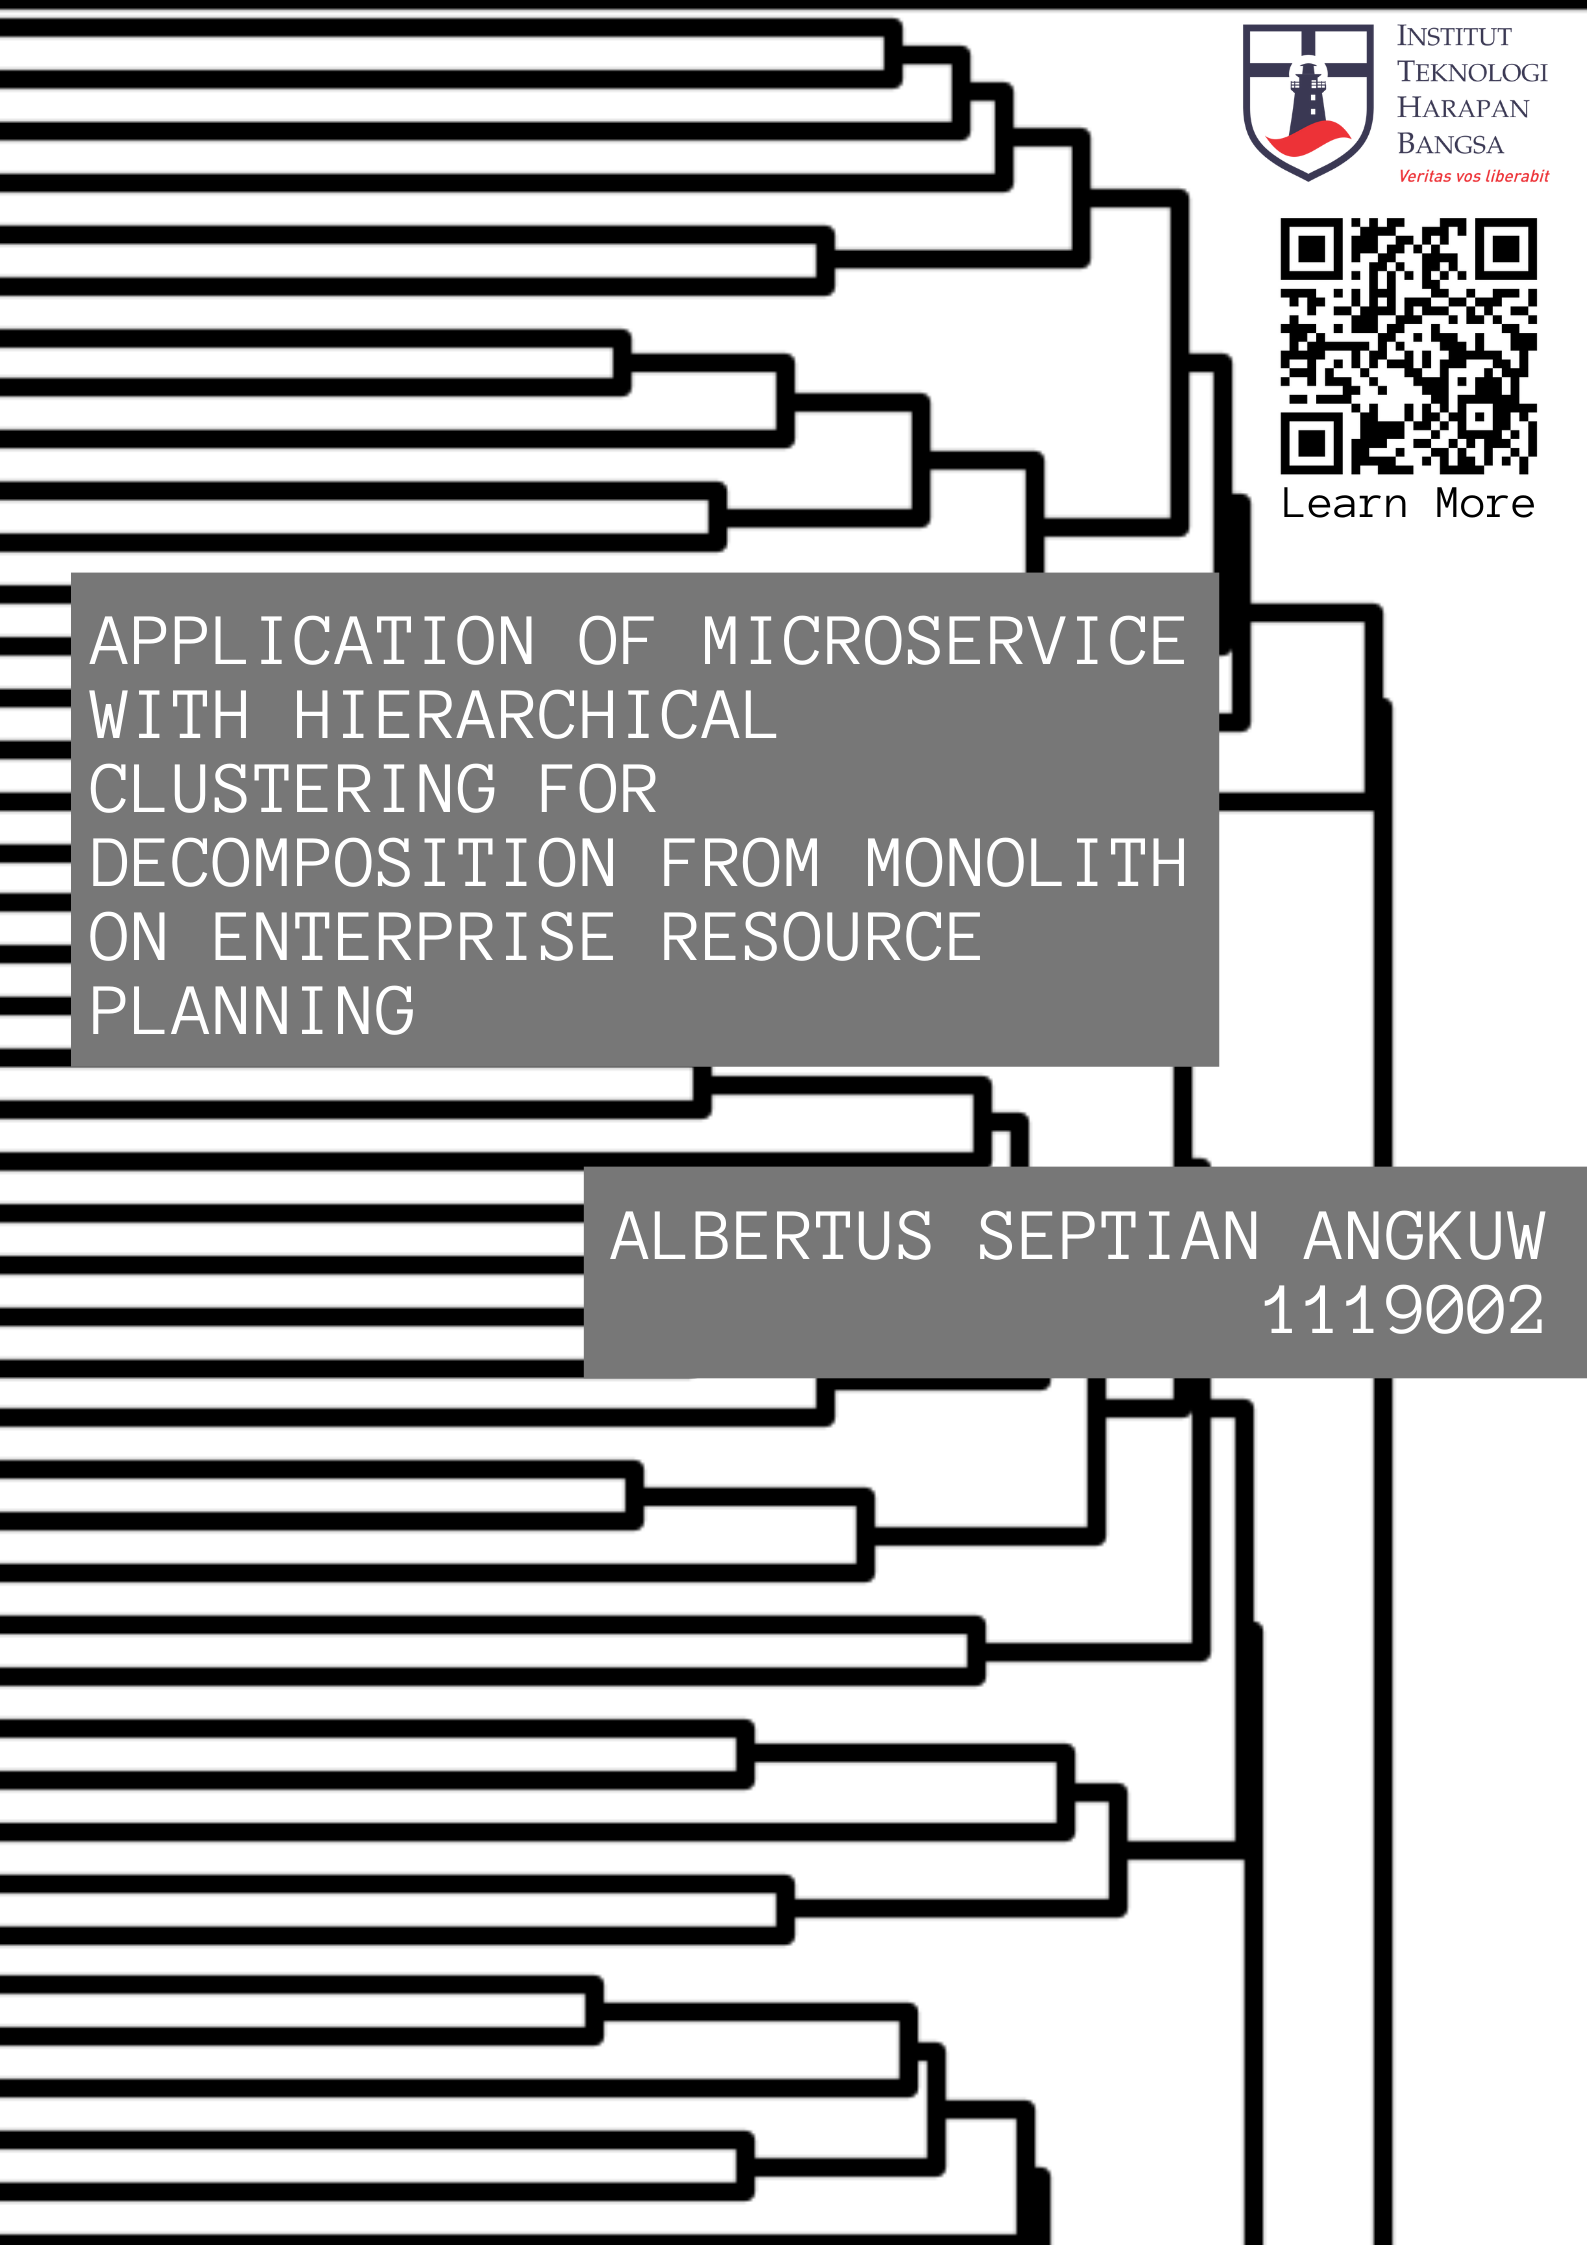 INSTITUT
TEKNOLOGI
HARAPAN
BANGSA
Veritas vos liberabit
Learn More
APPLICATION OF MICROSERVICE
WITH HIERARCHICAL
CLUSTERING FOR
DECOMPOSITION FROM MONOLITH
ON ENTERPRISE RESOURCE
PLANNING
ALBERTUS SEPTIAN ANGKUW
1119002